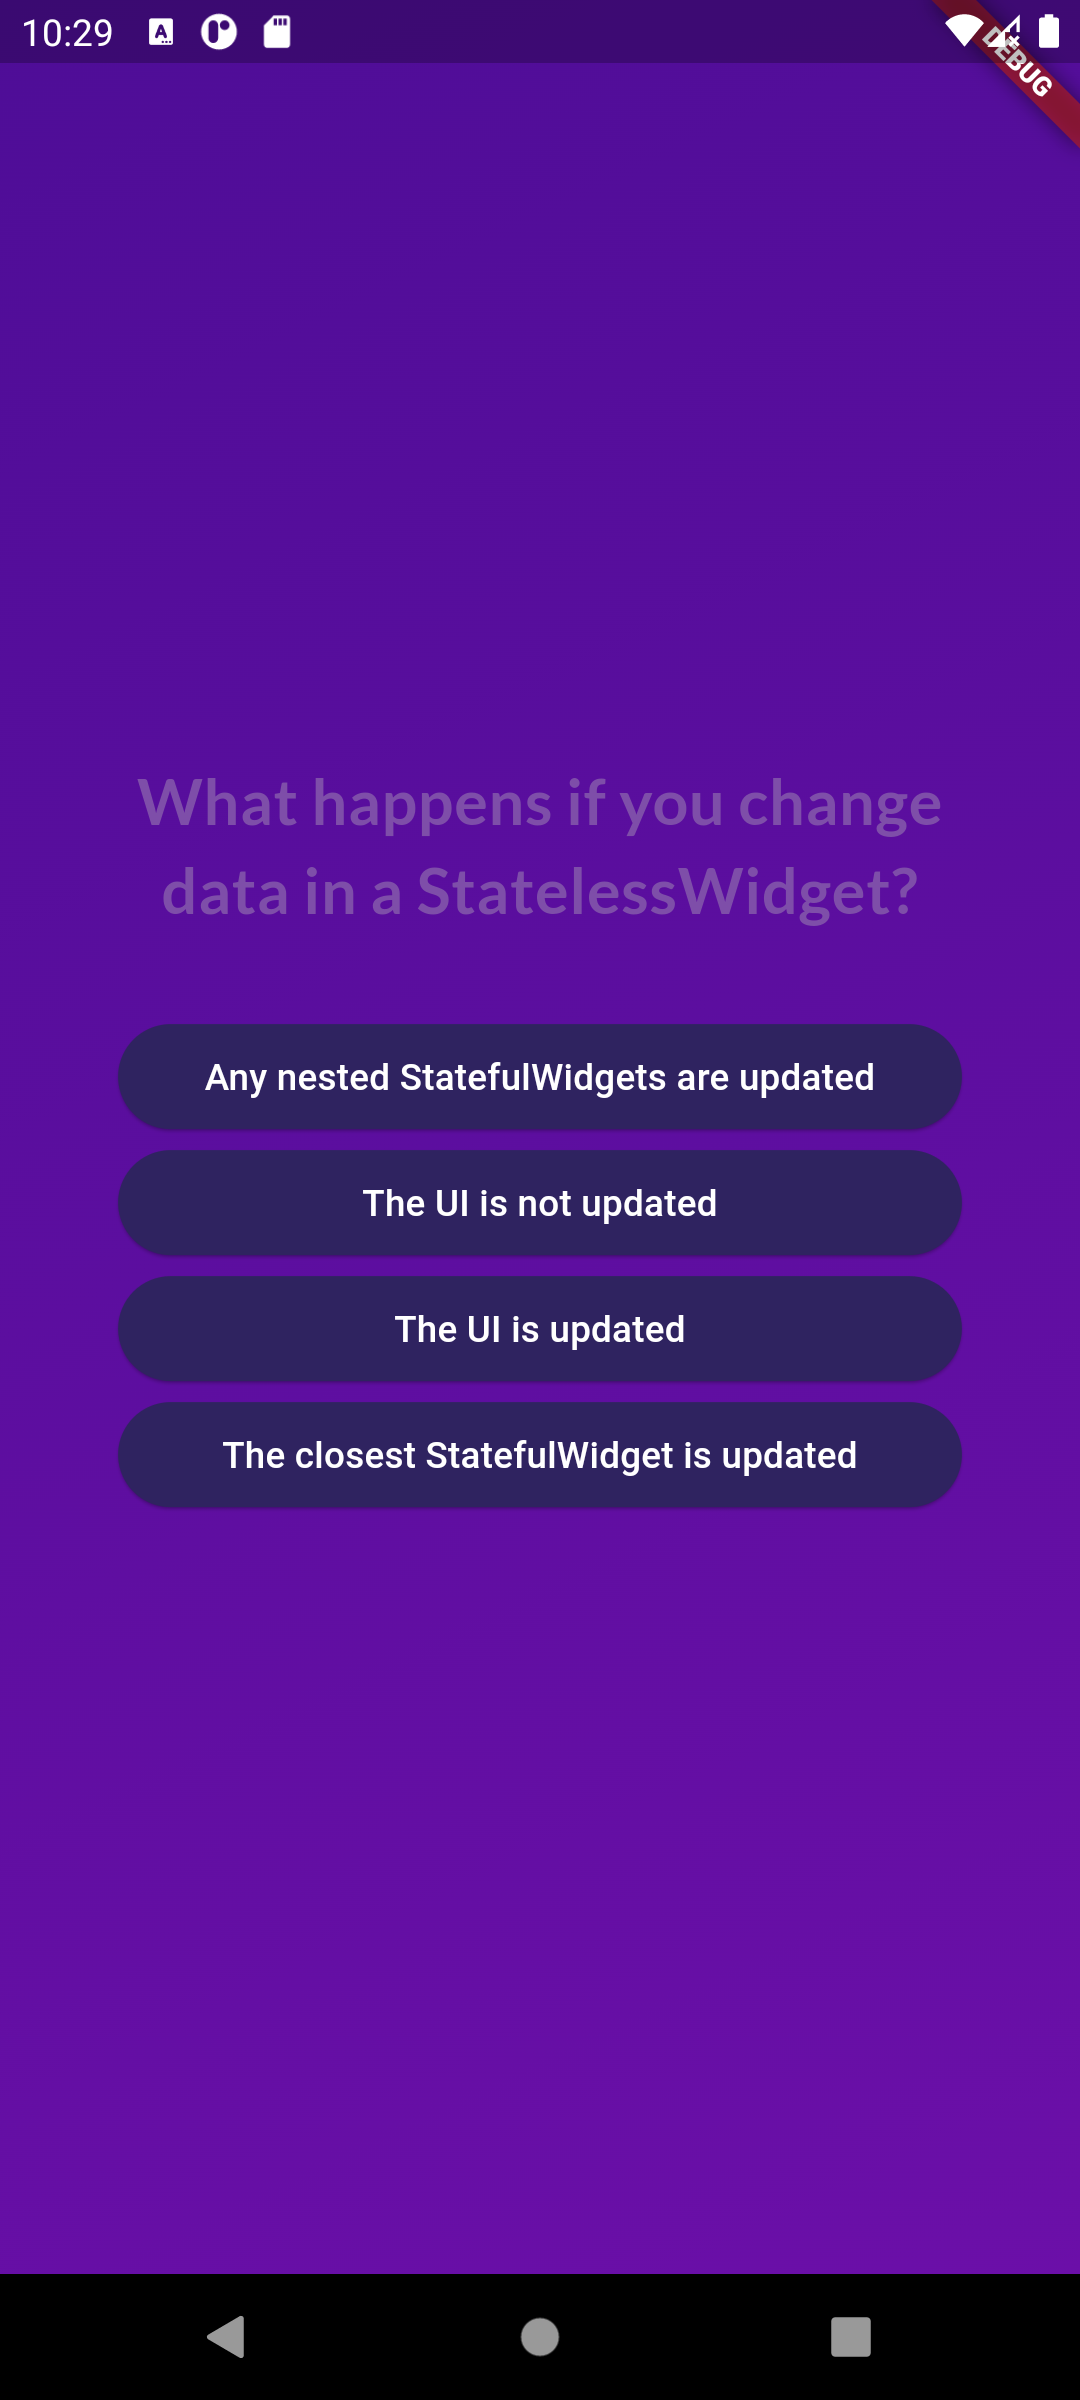 10:29
DEBUG
What happens if you change
data in a StatelessWidget?
Any nested StatefulWidgets are updated
The UI is not updated
The UI is updated
The closest StatefulWidget is updated